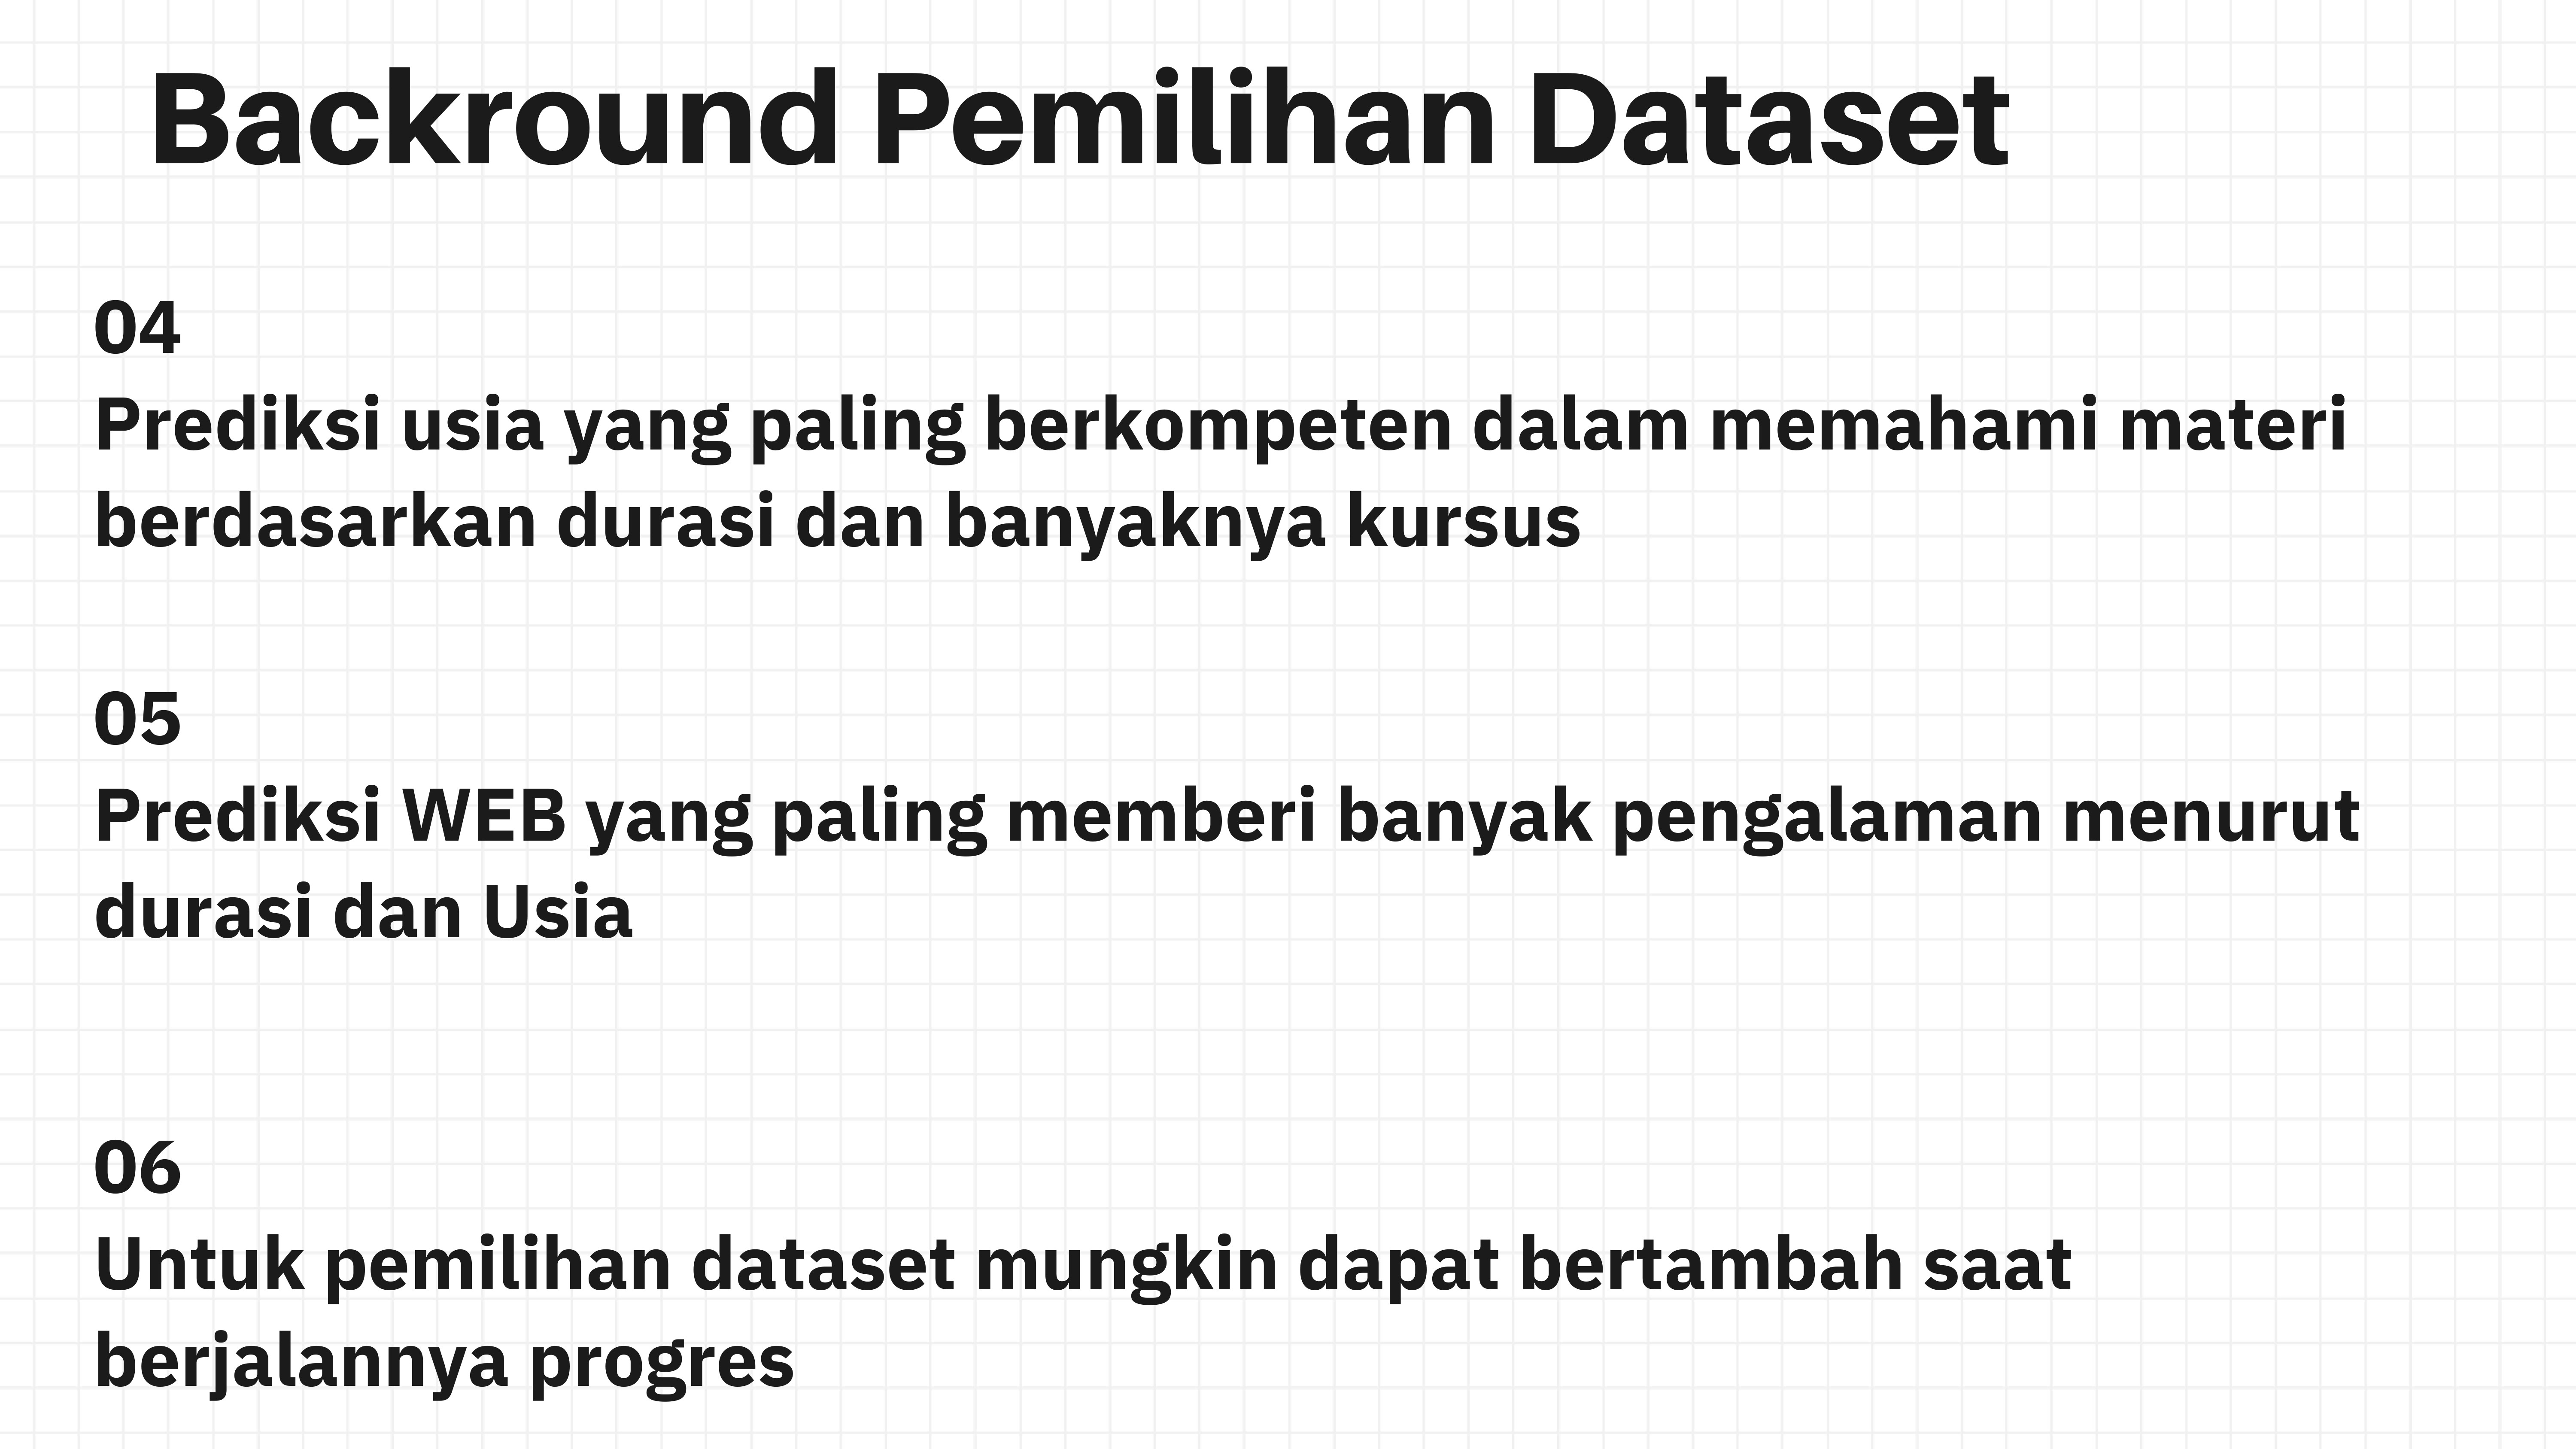 Backround Pemilihan Dataset
04
Prediksi usia yang paling berkompeten dalam memahami materi
berdasarkan durasi dan banyaknya kursus
05
Prediksi WEB yang paling memberi banyak pengalaman menurut
durasi dan Usia
06
Untuk pemilihan dataset mungkin dapat bertambah saat
berjalannya progres